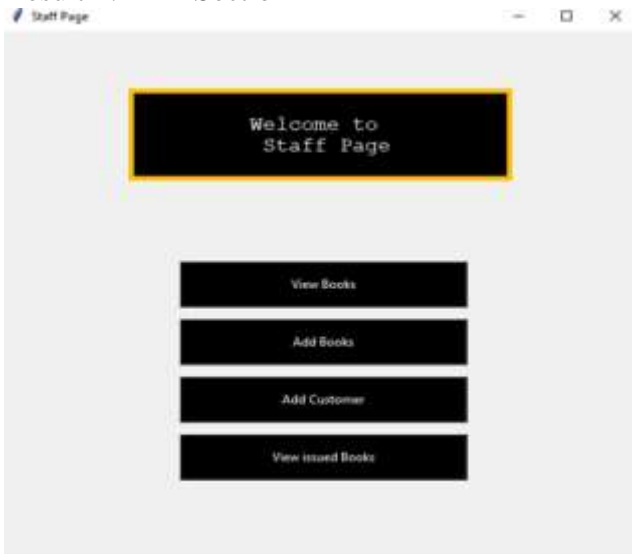 Staff Page
Welcome to
Staff Page
View Books
Add Books
Add Customer
View issued Books